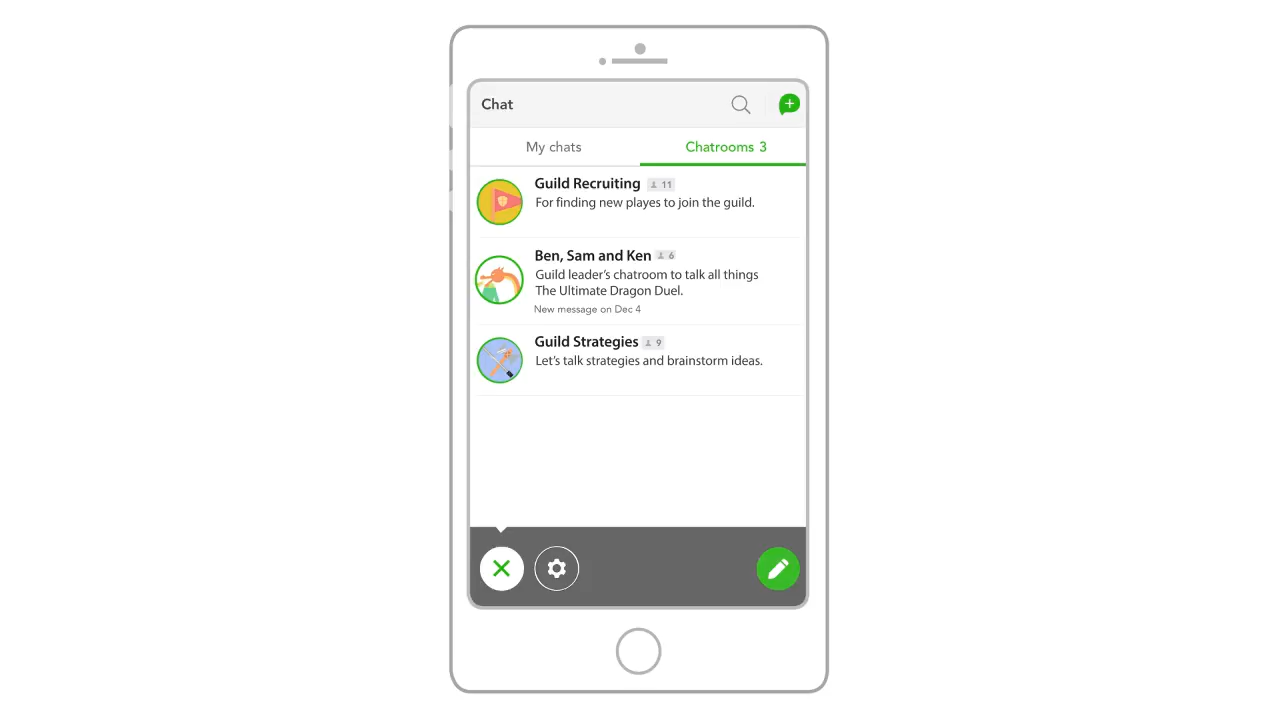 Chat
My chats
Chatrooms 3
Guild Recruiting 11
For finding new playes to join the guild.
Ben, Sam and Ken 6
Guild leader’s chatroom to talk all things
The Ultimate Dragon Duel.
New message on Dec 4
Guild Strategies 9
Let’s talk strategies and brainstorm ideas.